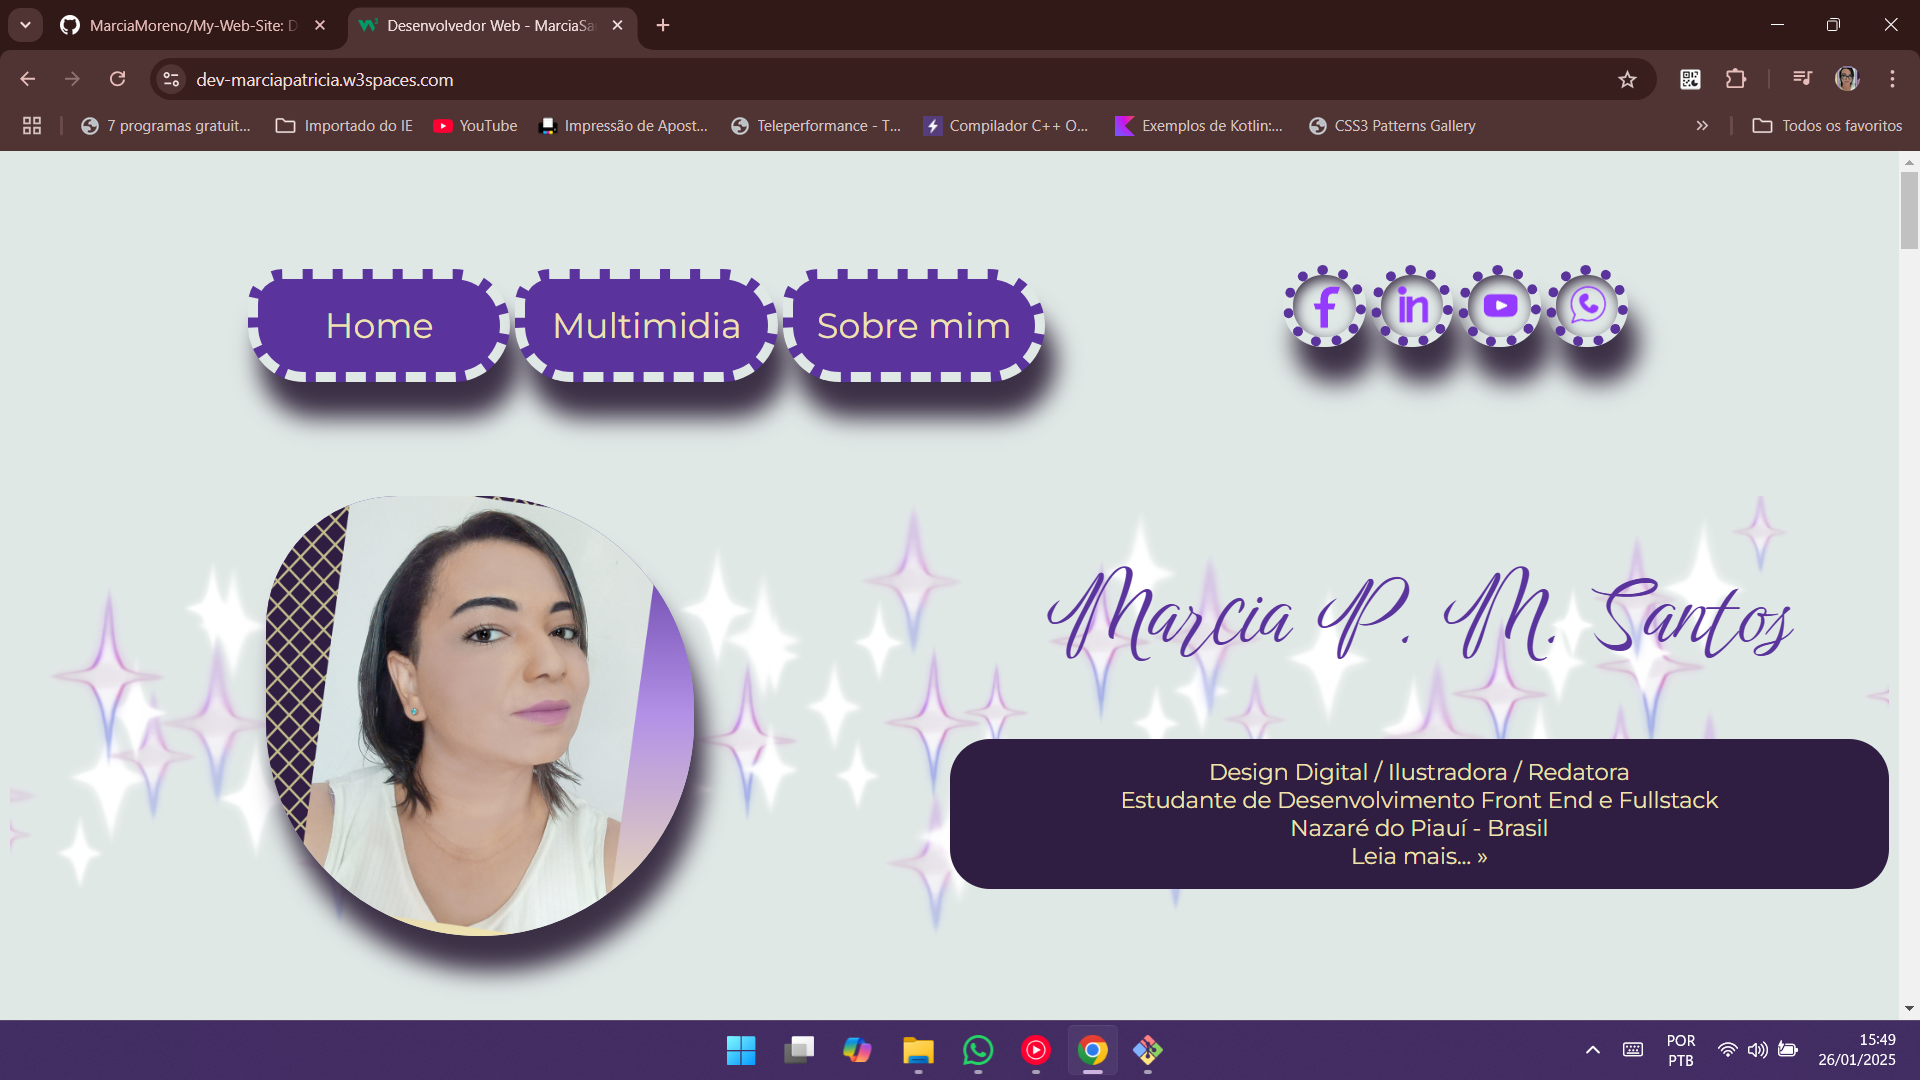 MarciaMoreno/My-Web-Site: D
Desenvolvedor Web - MarciaSa
dev-marciapatricia.w3spaces.com
7 programas gratuit...
Importado do IE
YouTube
Impressão de Apost...
Teleperformance - T...
Compilador C++ O...
Exemplos de Kotlin:...
CSS3 Patterns Gallery
»
Todos os favoritos
Home
Multimidia
Sobre mim
Marcia P. M. Santos
Design Digital / Ilustradora / Redatora
Estudante de Desenvolvimento Front End e Fullstack
Nazaré do Piauí - Brasil
Leia mais... »
POR
PTB
15:49
26/01/2025